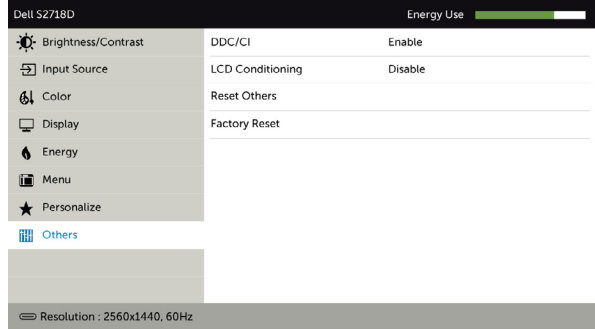 Dell S2718D Energy Use
Brightness/Contrast DDC/CI Enable
Input Source LCD Conditioning Disable
Color Reset Others
Display Factory Reset
Energy
Menu
Personalize
Others
Resolution : 2560x1440, 60Hz